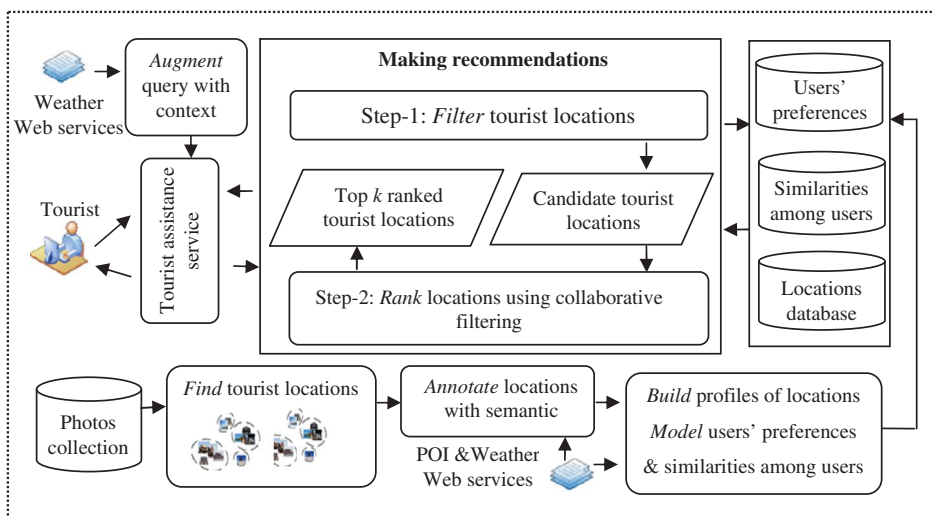 Weather
Web services
Augment
query with
context
Making recommendations
Step-1: Filter tourist locations
Top k ranked
tourist locations
Candidate tourist
locations
Step-2: Rank locations using collaborative
filtering
Users'
preferences
Similarities
among users
Locations
database
Tourist
Tourist assistance
service
Photos
collection
Find tourist locations
Annotate locations
with semantic
POI &Weather
Web services
Build profiles of locations
Model users' preferences
& similarities among users